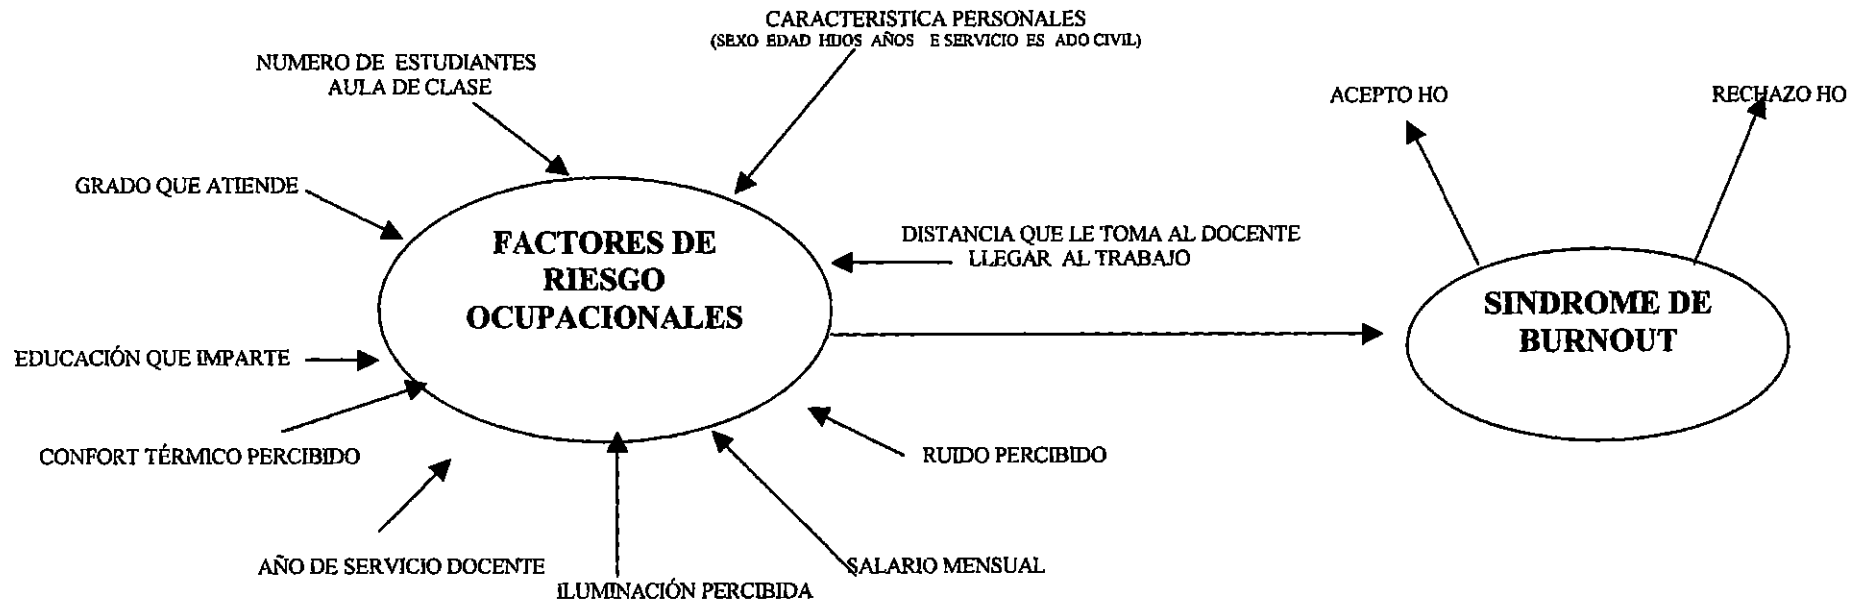 CARACTERISTICA PERSONALES
(SEXO EDAD HIJOS AÑOS E SERVICIO ES ADO CIVIL)
NUMERO DE ESTUDIANTES
AULA DE CLASE
ACEPTO HO
RECHAZO HO
GRADO QUE ATIENDE
FACTORES DE
RIESGO
OCUPACIONALES
DISTANCIA QUE LE TOMA AL DOCENTE
LLEGAR AL TRABAJO
SINDROME DE
BURNOUT
EDUCACIÓN QUE IMPARTE
CONFORT TÉRMICO PERCIBIDO
RUIDO PERCIBIDO
AÑO DE SERVICIO DOCENTE
SALARIO MENSUAL
ILUMINACIÓN PERCIBIDA